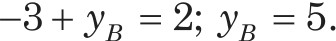 −3 + y_B = 2; y_B = 5.